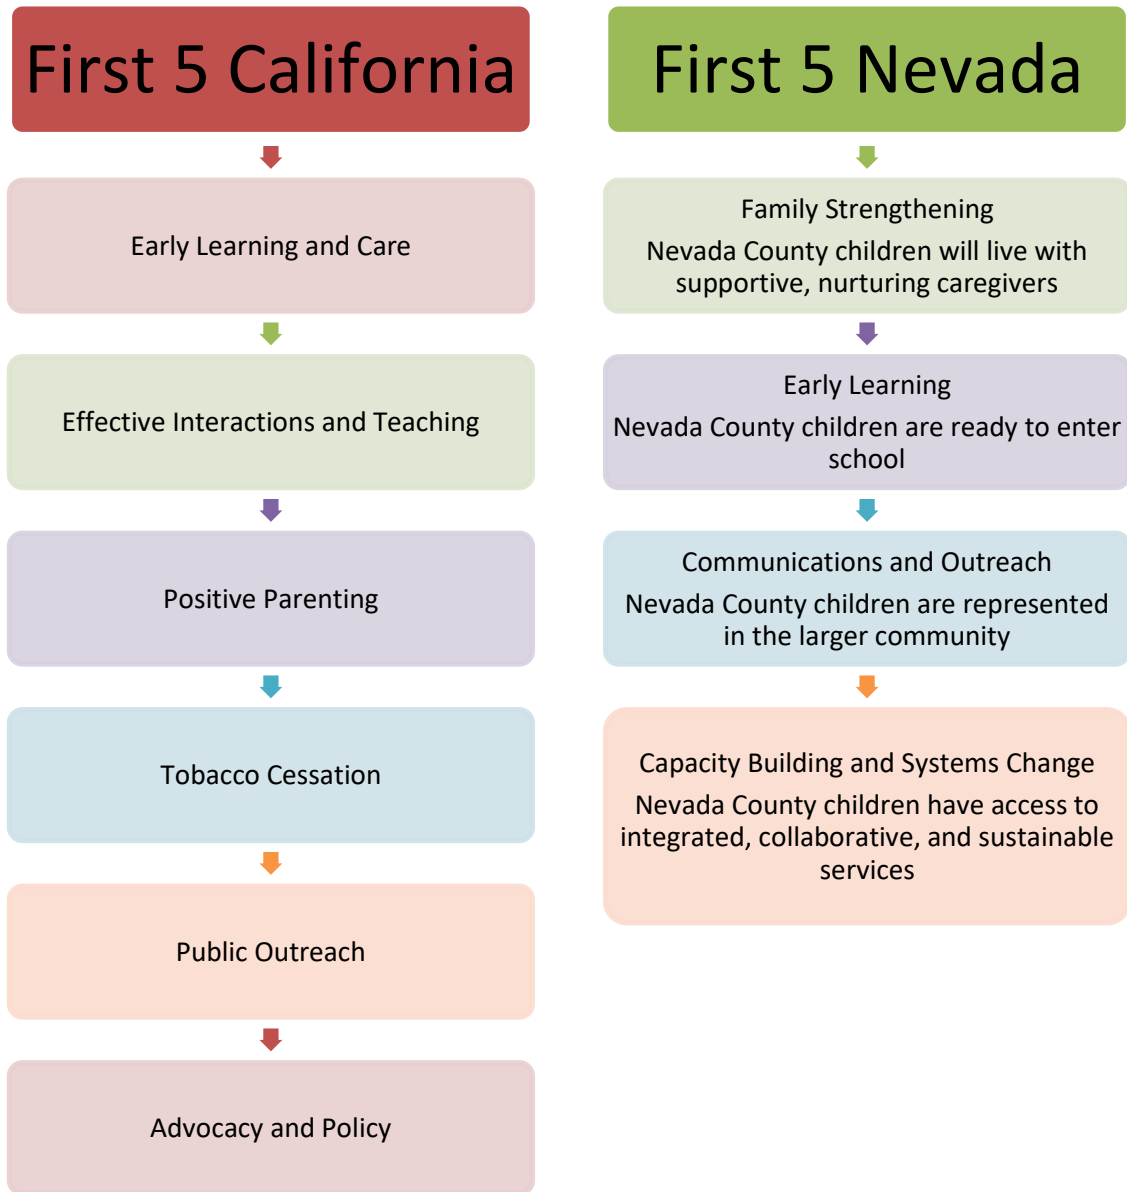 First 5 California
Early Learning and Care
Effective Interactions and Teaching
Positive Parenting
Tobacco Cessation
Public Outreach
Advocacy and Policy
First 5 Nevada
Family Strengthening
Nevada County children will live with
supportive, nurturing caregivers
Early Learning
Nevada County children are ready to enter
school
Communications and Outreach
Nevada County children are represented
in the larger community
Capacity Building and Systems Change
Nevada County children have access to
integrated, collaborative, and sustainable
services